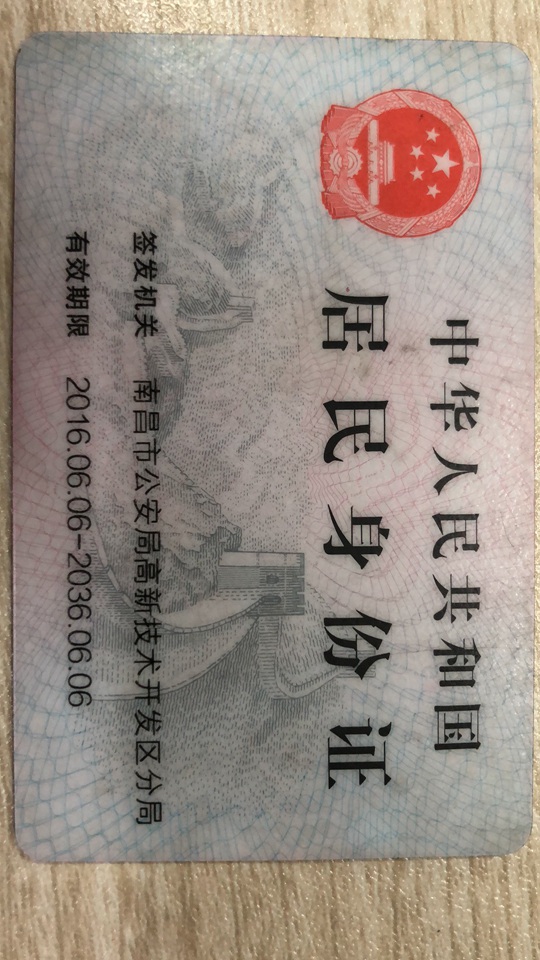 中华人民共和国
居民身份证
签发机关 南昌市公安局高新技术开发区分局
有效期限 2016.06.06-2036.06.06